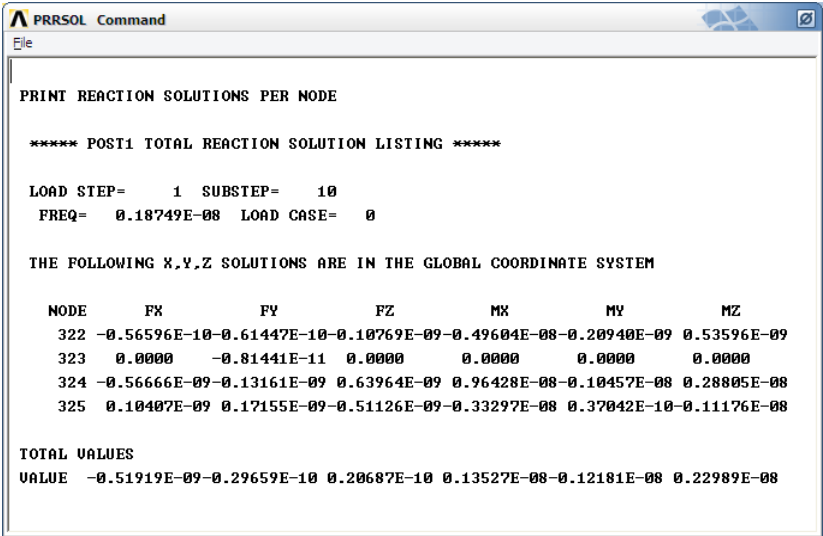 PRRSOL Command
File
PRINT REACTION SOLUTIONS PER NODE
***** POST1 TOTAL REACTION SOLUTION LISTING *****
LOAD STEP= 1 SUBSTEP= 10
FREQ= 0.18749E-08 LOAD CASE= 0
THE FOLLOWING X,Y,Z SOLUTIONS ARE IN THE GLOBAL COORDINATE SYSTEM
NODE FX FY FZ MX MY MZ
322 -0.56596E-10-0.61447E-10-0.10769E-09-0.49604E-08-0.20940E-09 0.53596E-09
323 0.0000 -0.81441E-11 0.0000 0.0000 0.0000 0.0000
324 -0.56666E-09-0.13161E-09 0.63964E-09 0.96428E-08-0.10457E-08 0.28805E-08
325 0.10407E-09 0.17155E-09-0.51126E-09-0.33297E-08 0.37042E-10-0.11176E-08
TOTAL VALUES
VALUE -0.51919E-09-0.29659E-10 0.20687E-10 0.13527E-08-0.12181E-08 0.22989E-08